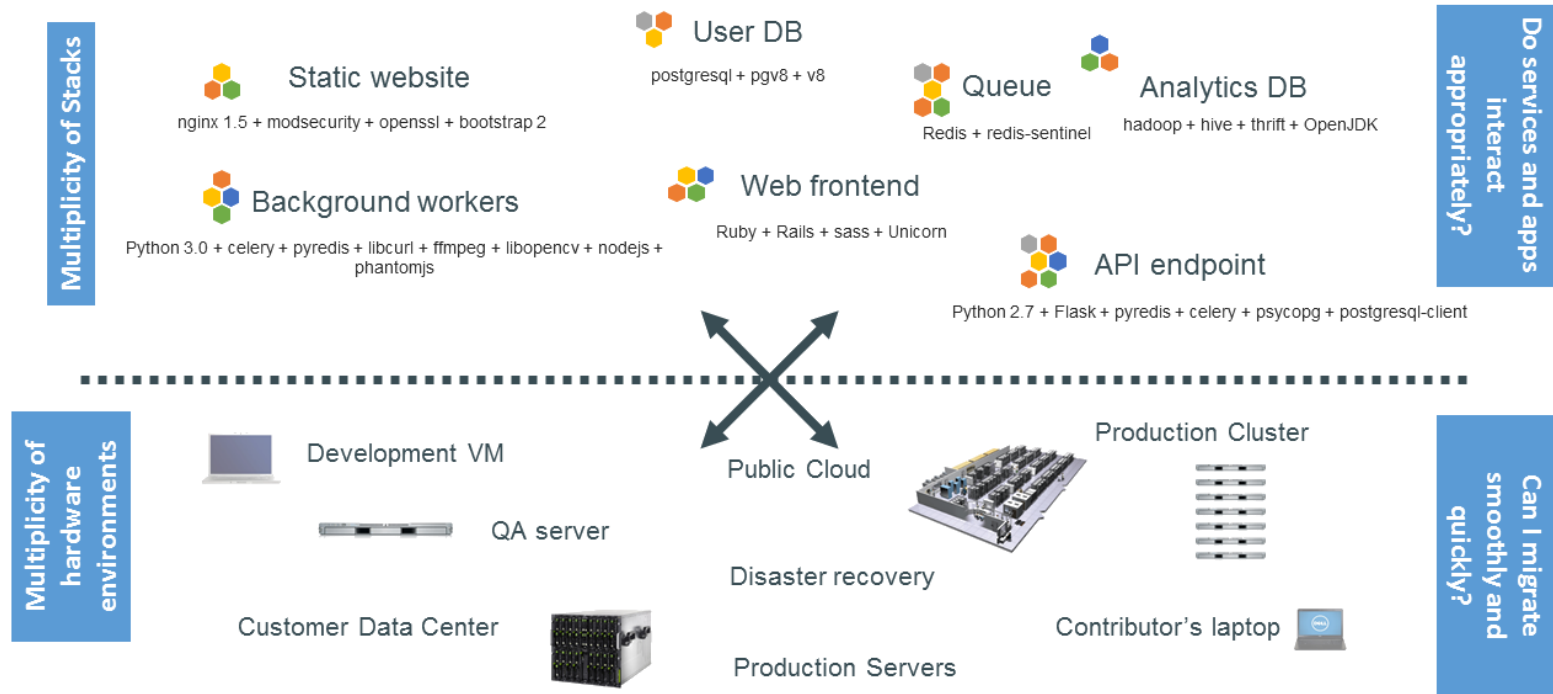 Multiplicity of Stacks
Static website
nginx 1.5 + modsecurity + openssl + bootstrap 2
Background workers
Python 3.0 + celery + pyredis + libcurl + ffmpeg + libopencv + nodejs +
phantomjs
User DB
postgresql + pgv8 + v8
Queue
Redis + redis-sentinel
Analytics DB
hadoop + hive + thrift + OpenJDK
Web frontend
Ruby + Rails + sass + Unicorn
API endpoint
Python 2.7 + Flask + pyredis + celery + psycopg + postgresql-client
Do services and apps
interact
appropriately?
Multiplicity of
hardware
environments
Development VM
QA server
Customer Data Center
Public Cloud
Disaster recovery
Production Servers
Production Cluster
Contributor’s laptop
DELL
Can I migrate
smoothly and
quickly?